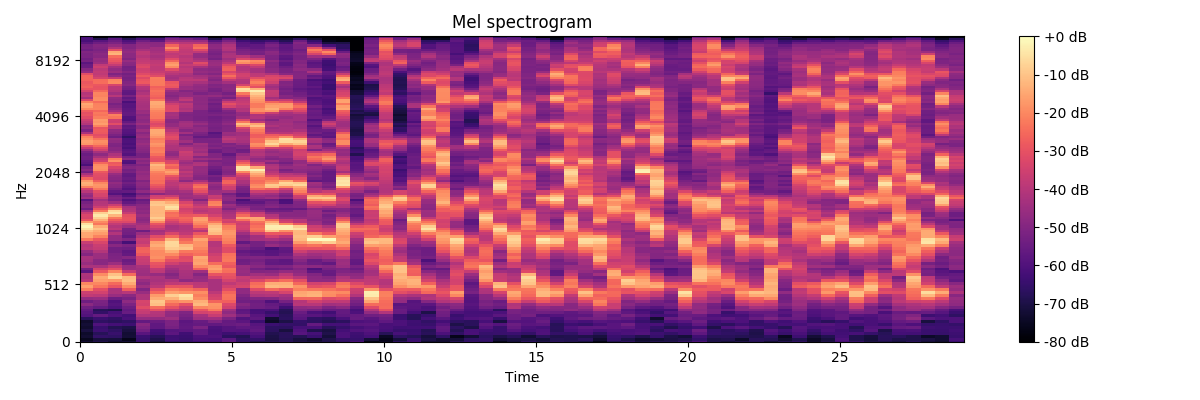 Mel spectrogram
Hz
8192
4096
2048
1024
512
0
0 5 10 15 20 25
Time
+0 dB
-10 dB
-20 dB
-30 dB
-40 dB
-50 dB
-60 dB
-70 dB
-80 dB